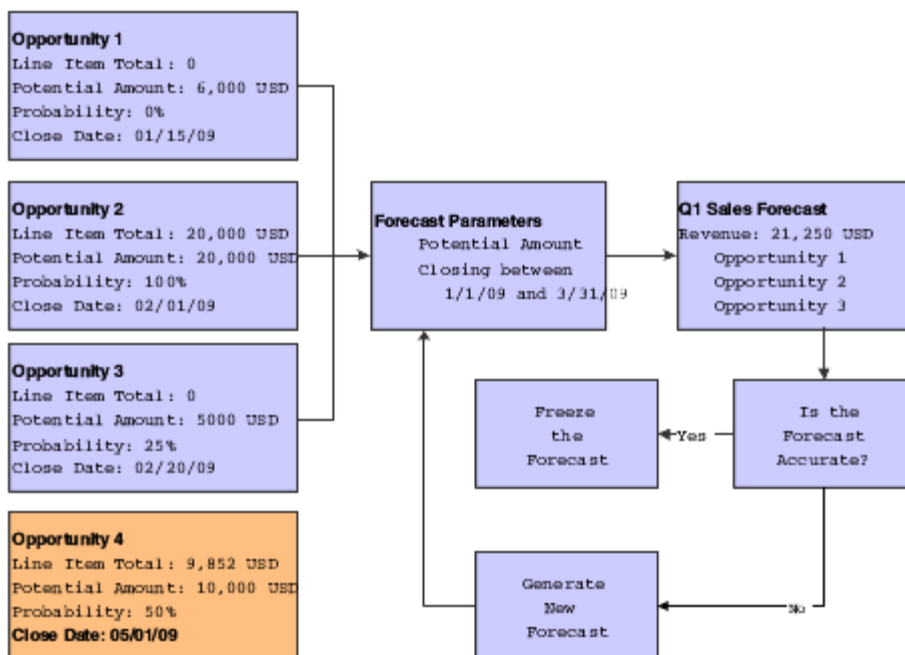 Opportunity 1
Line Item Total: 0
Potential Amount: 6,000 USD
Probability: 0%
Close Date: 01/15/09
Opportunity 2
Line Item Total: 20,000 USD
Potential Amount: 20,000 USD
Probability: 100%
Close Date: 02/01/09
Opportunity 3
Line Item Total: 0
Potential Amount: 5000 USD
Probability: 25%
Close Date: 02/20/09
Opportunity 4
Line Item Total: 9,852 USD
Potential Amount: 10,000 USD
Probability: 50%
Close Date: 05/01/09
Forecast Parameters
Potential Amount
Closing between
1/1/09 and 3/31/09
Q1 Sales Forecast
Revenue: 21,250 USD
Opportunity 1
Opportunity 2
Opportunity 3
Is the
Forecast
Accurate?
Yes
Freeze
the
Forecast
No
Generate
New
Forecast